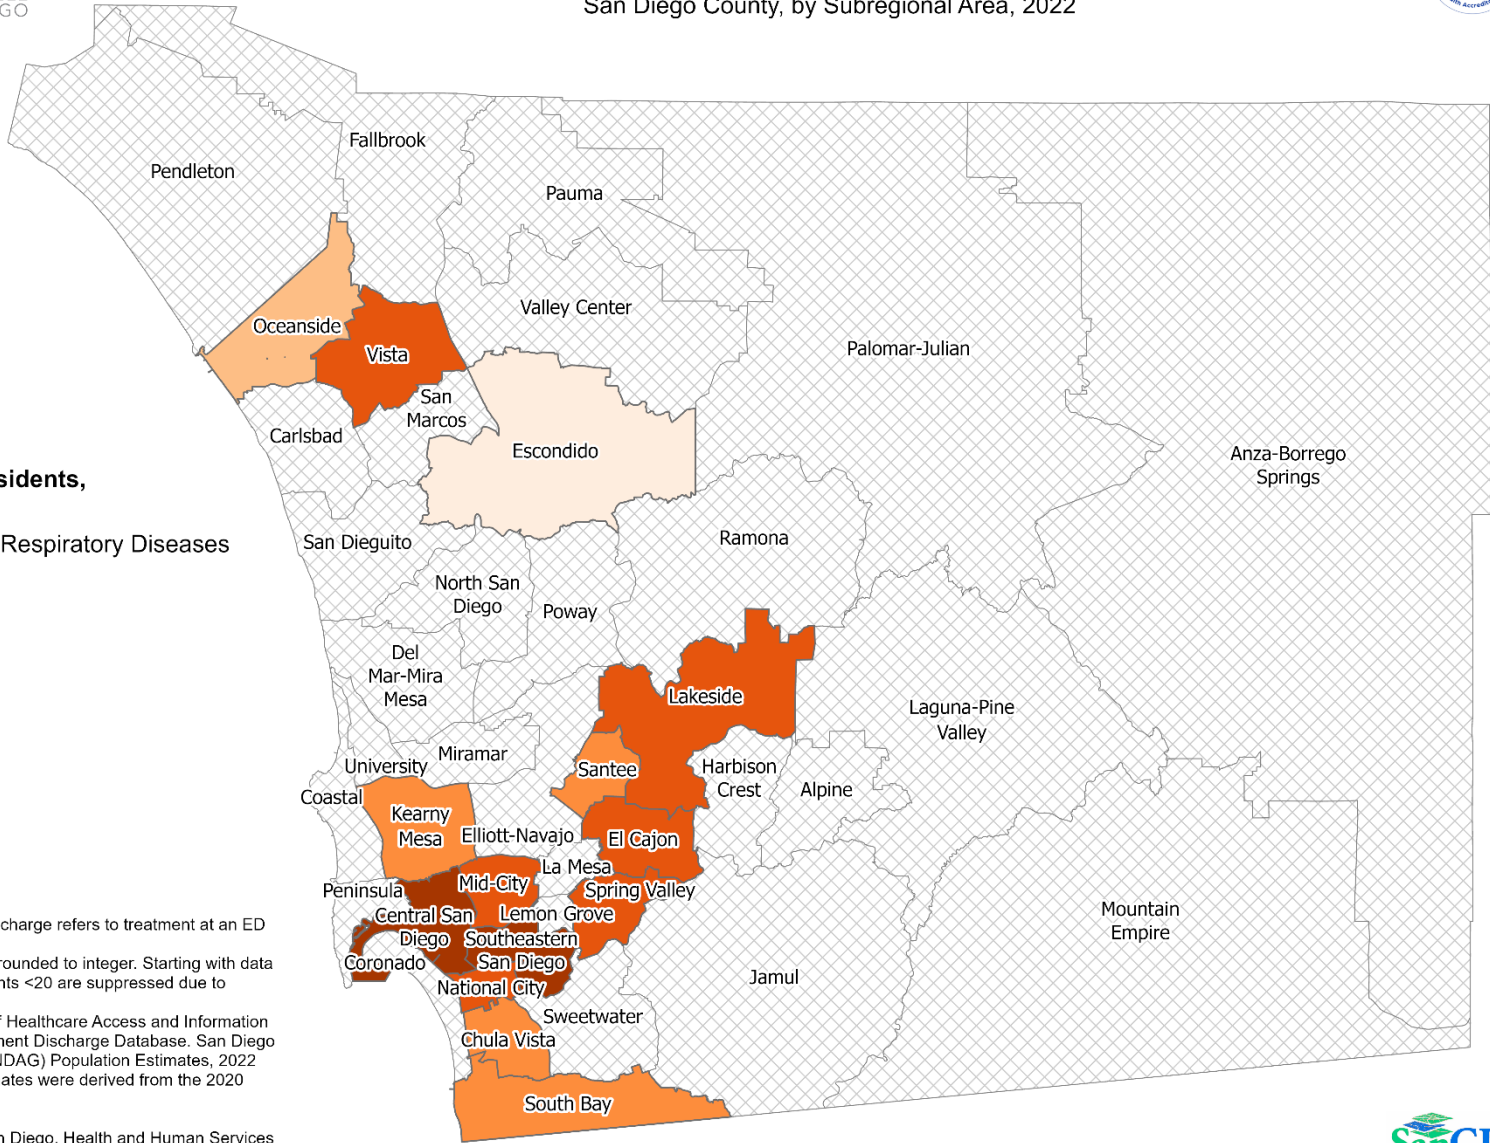 GO
San Diego County, by Subregional Area, 2022
Fallbrook
Pendleton
Pauma
Valley Center
Oceanside
Vista
Palomar-Julian
San
Marcos
Carlsbad
Escondido
Anza-Borrego
Springs
sidents,
Respiratory Diseases
San Dieguito
Ramona
North San
Diego
Poway
Del
Mar-Mira
Mesa
Lakeside
Laguna-Pine
Valley
Miramar
University
Santee
Harbison
Crest
Alpine
Coastal
Kearny
Mesa
Elliott-Navajo
El Cajon
La Mesa
Mid-City
Peninsula
Spring Valley
Central San
Diego
Lemon Grove
Southeastern
San Diego
Coronado
National City
Mountain
Empire
Jamul
Sweetwater
Chula Vista
South Bay
charge refers to treatment at an ED
rounded to integer. Starting with data
nts <20 are suppressed due to
f Healthcare Access and Information
nent Discharge Database. San Diego
NDAG) Population Estimates, 2022
ates were derived from the 2020
n Diego, Health and Human Services